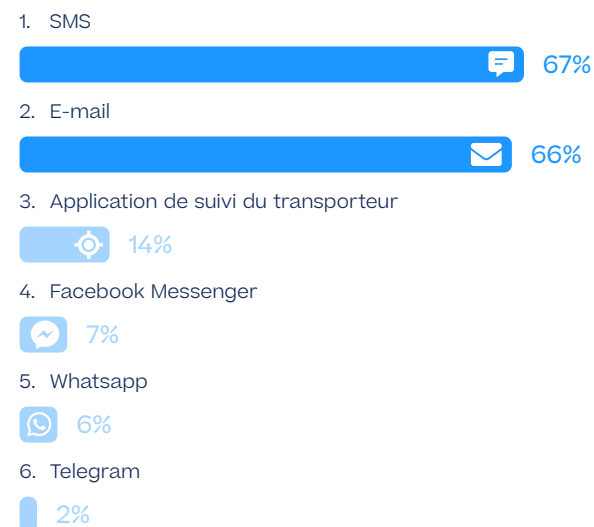 1. SMS
67%
2. E-mail
66%
3. Application de suivi du transporteur
14%
4. Facebook Messenger
7%
5. Whatsapp
6%
6. Telegram
2%